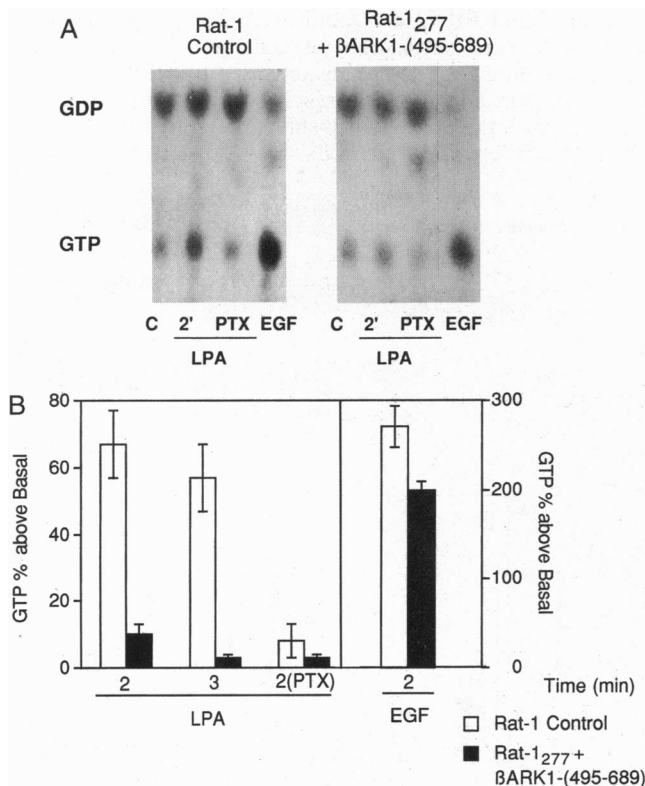 A
Rat-1
Control
Rat-1277
+ βARK1-(495-689)
GDP
GTP
C 2' PTX EGF
LPA
C 2' PTX EGF
LPA
B
GTP % above Basal
80
60
40
20
0
300
200
100
0
GTP % above Basal
2 3 2(PTX) 2 Time (min)
LPA EGF
Rat-1 Control
Rat-1277 +
βARK1-(495-689)